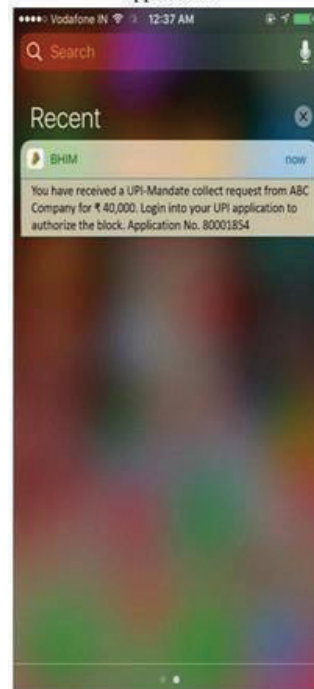 Vodafone IN 12:37 AM
Search
Recent
BHIM now
You have received a UPI-Mandate collect request from ABC
Company for ₹ 40,000. Login into your UPI application to
authorize the block. Application No. 80001854